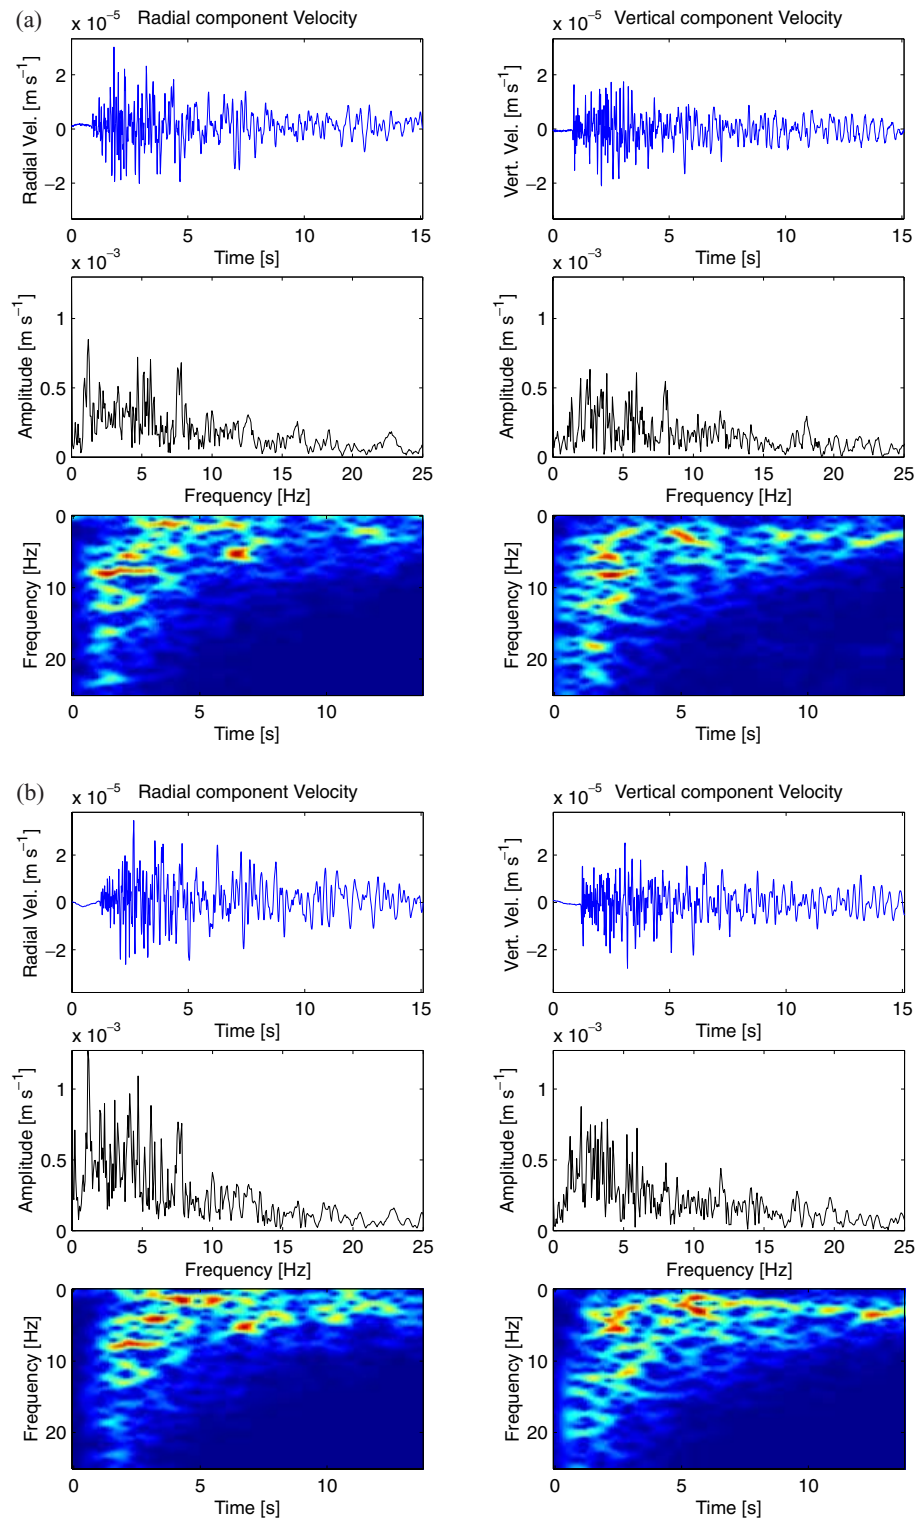 (a)
x 10⁻⁵ Radial component Velocity
Radial Vel. [m s⁻¹]
2
0
−2
0 5 10 15
Time [s]
x 10⁻⁵ Vertical component Velocity
Vert. Vel. [m s⁻¹]
2
0
−2
0 5 10 15
Time [s]
x 10⁻³
Amplitude [m s⁻¹]
1
0.5
0
0 5 10 15 20 25
Frequency [Hz]
x 10⁻³
Amplitude [m s⁻¹]
1
0.5
0
0 5 10 15 20 25
Frequency [Hz]
Frequency [Hz]
0
10
20
0 5 10
Time [s]
Frequency [Hz]
0
10
20
0 5 10
Time [s]
(b)
x 10⁻⁵ Radial component Velocity
Radial Vel. [m s⁻¹]
2
0
−2
0 5 10 15
Time [s]
x 10⁻⁵ Vertical component Velocity
Vert. Vel. [m s⁻¹]
2
0
−2
0 5 10 15
Time [s]
x 10⁻³
Amplitude [m s⁻¹]
1
0.5
0
0 5 10 15 20 25
Frequency [Hz]
x 10⁻³
Amplitude [m s⁻¹]
1
0.5
0
0 5 10 15 20 25
Frequency [Hz]
Frequency [Hz]
0
10
20
0 5 10
Time [s]
Frequency [Hz]
0
10
20
0 5 10
Time [s]